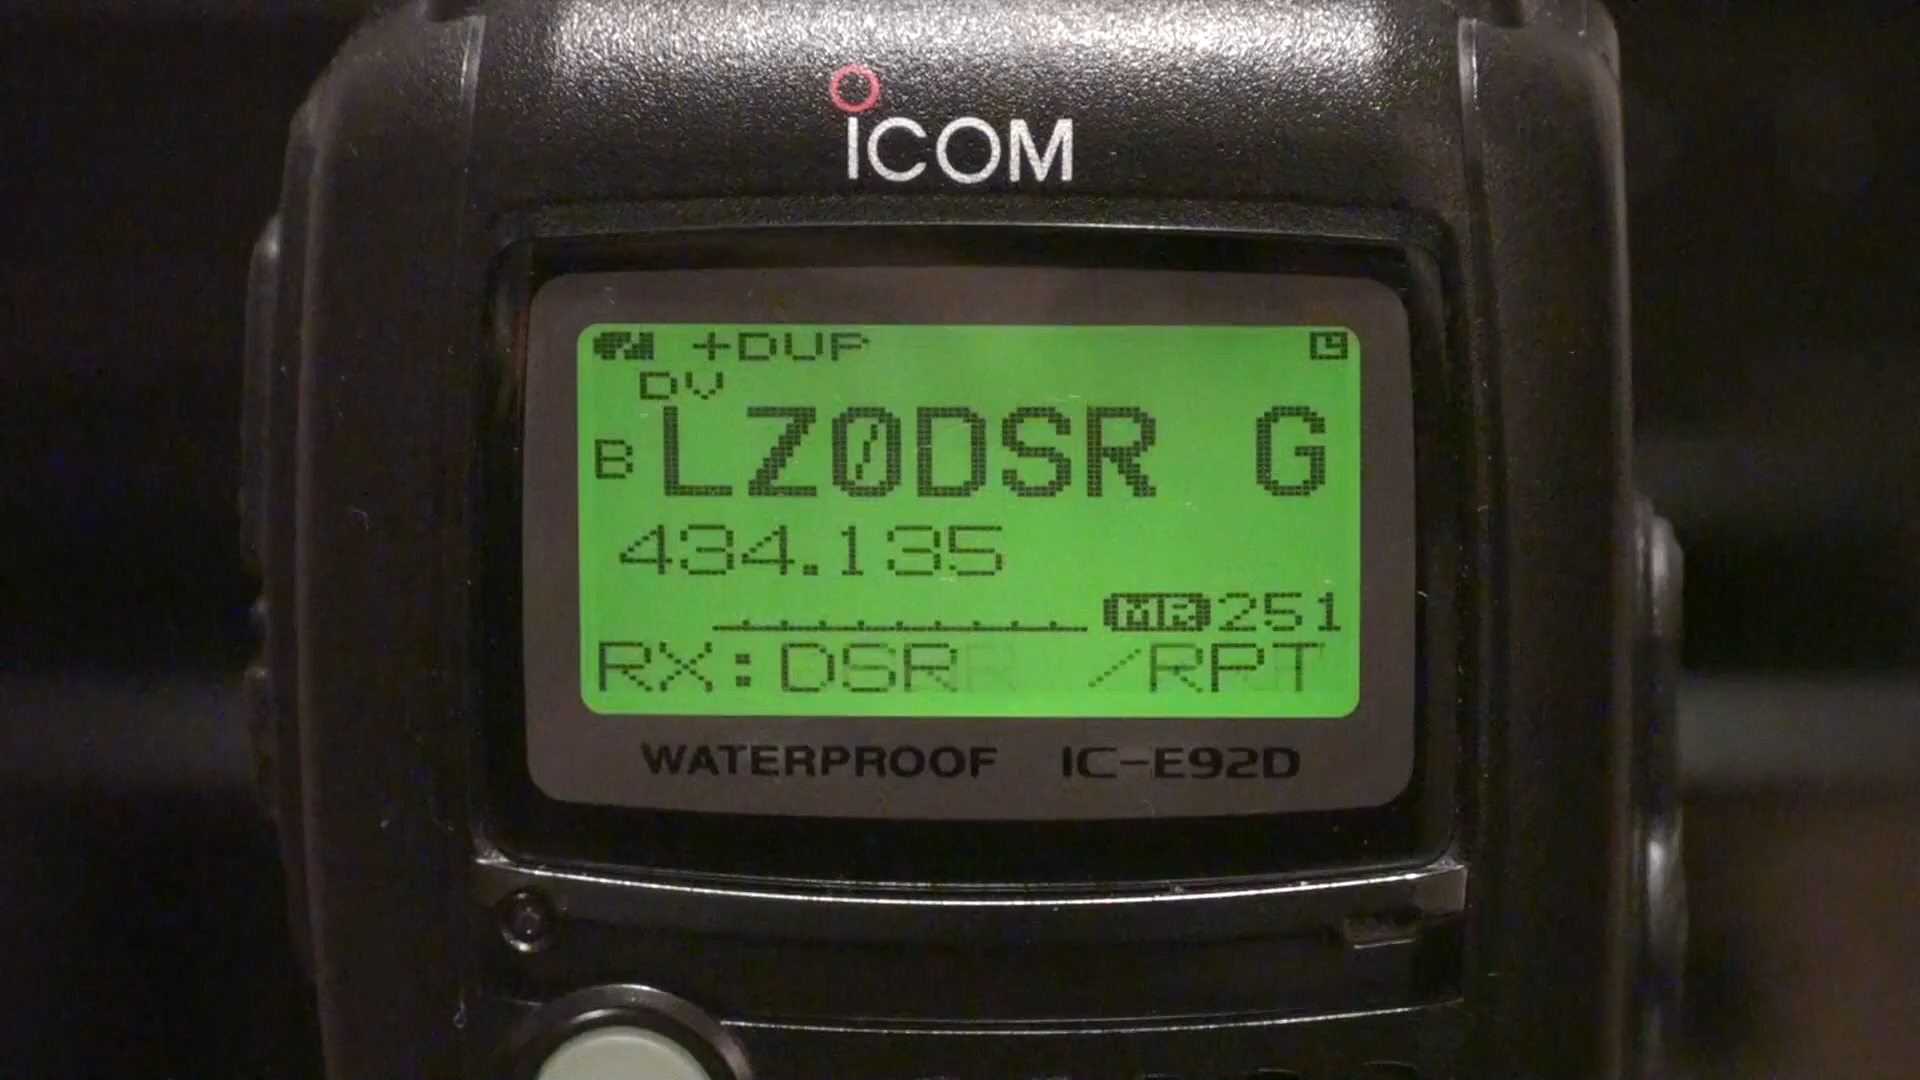 ICOM
+DUP
DV
B LZ0DSR G
434.135
MR 251
RX:DSR /RPT
WATERPROOF IC-E92D